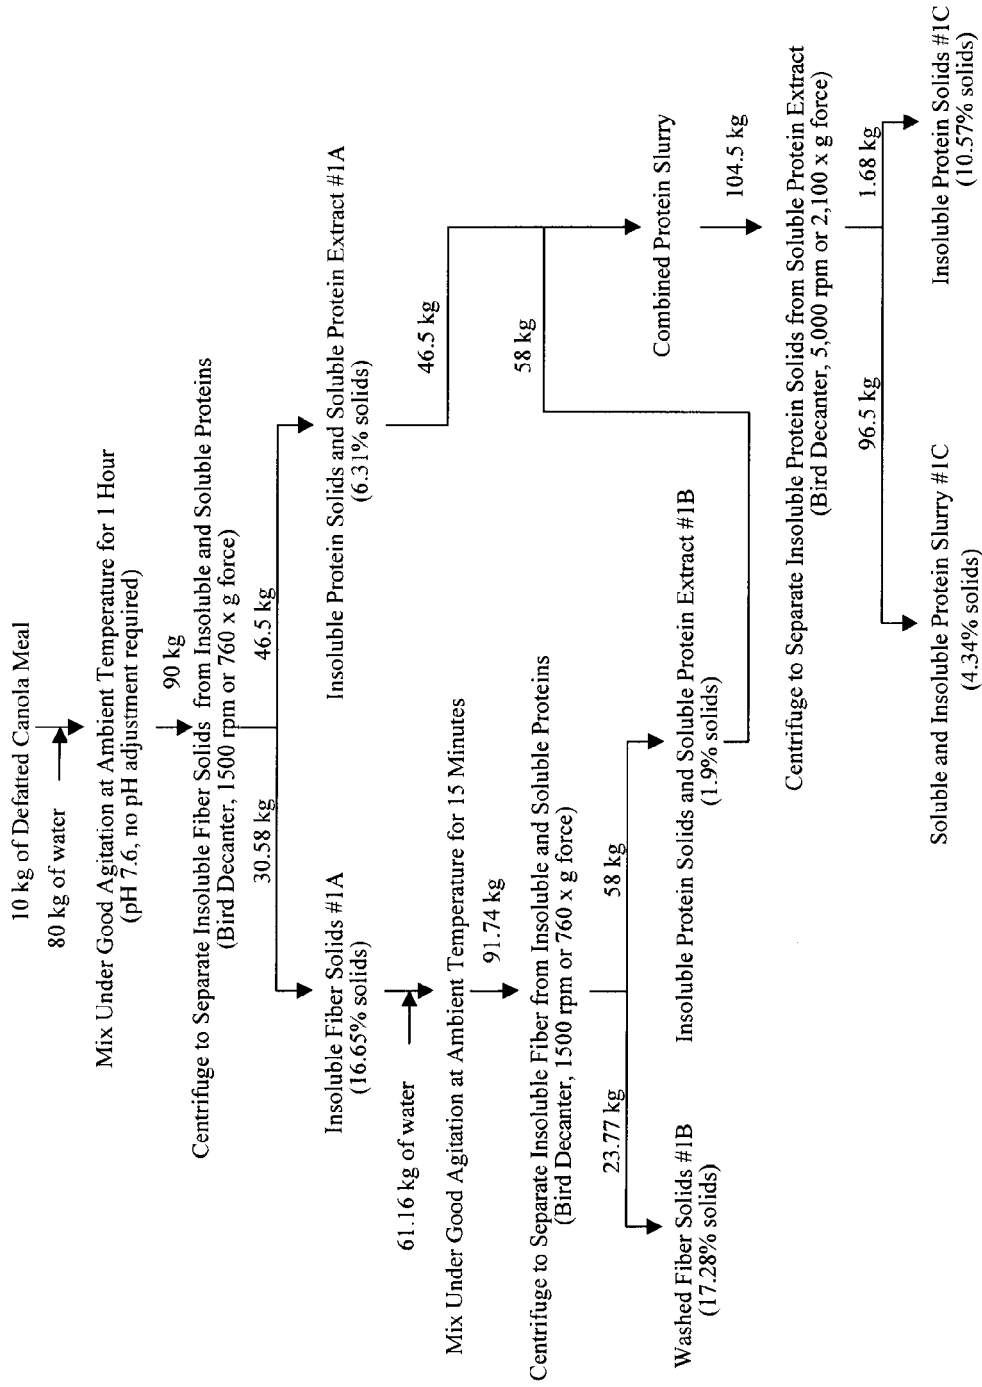 10 kg of Defatted Canola Meal
80 kg of water
Mix Under Good Agitation at Ambient Temperature for 1 Hour
(pH 7.6, no pH adjustment required)
90 kg
Centrifuge to Separate Insoluble Fiber Solids from Insoluble and Soluble Proteins
(Bird Decanter, 1500 rpm or 760 x g force)
30.58 kg
46.5 kg
Insoluble Fiber Solids #1A
(16.65% solids)
Insoluble Protein Solids and Soluble Protein Extract #1A
(6.31% solids)
61.16 kg of water
46.5 kg
Mix Under Good Agitation at Ambient Temperature for 15 Minutes
91.74 kg
Centrifuge to Separate Insoluble Fiber from Insoluble and Soluble Proteins
(Bird Decanter, 1500 rpm or 760 x g force)
58 kg
23.77 kg
58 kg
Washed Fiber Solids #1B
(17.28% solids)
Insoluble Protein Solids and Soluble Protein Extract #1B
(1.9% solids)
Combined Protein Slurry
104.5 kg
Centrifuge to Separate Insoluble Protein Solids from Soluble Protein Extract
(Bird Decanter, 5,000 rpm or 2,100 x g force)
96.5 kg
1.68 kg
Soluble and Insoluble Protein Slurry #1C
(4.34% solids)
Insoluble Protein Solids #1C
(10.57% solids)